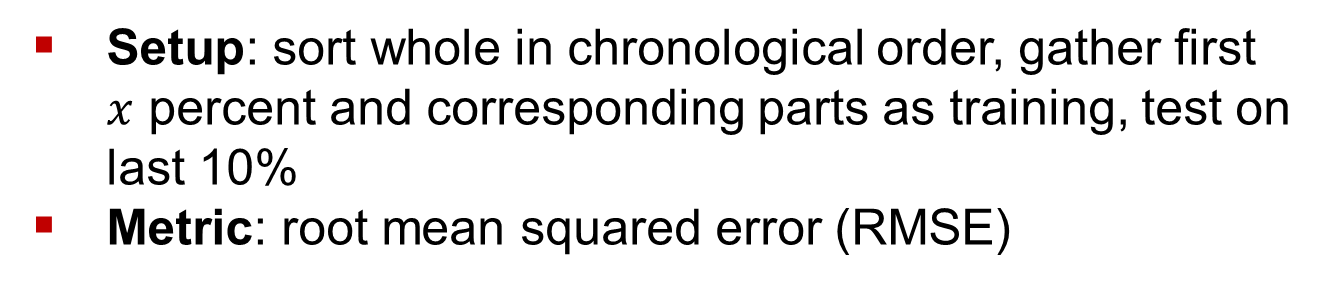 ▪ Setup: sort whole in chronological order, gather first
x percent and corresponding parts as training, test on
last 10%
▪ Metric: root mean squared error (RMSE)